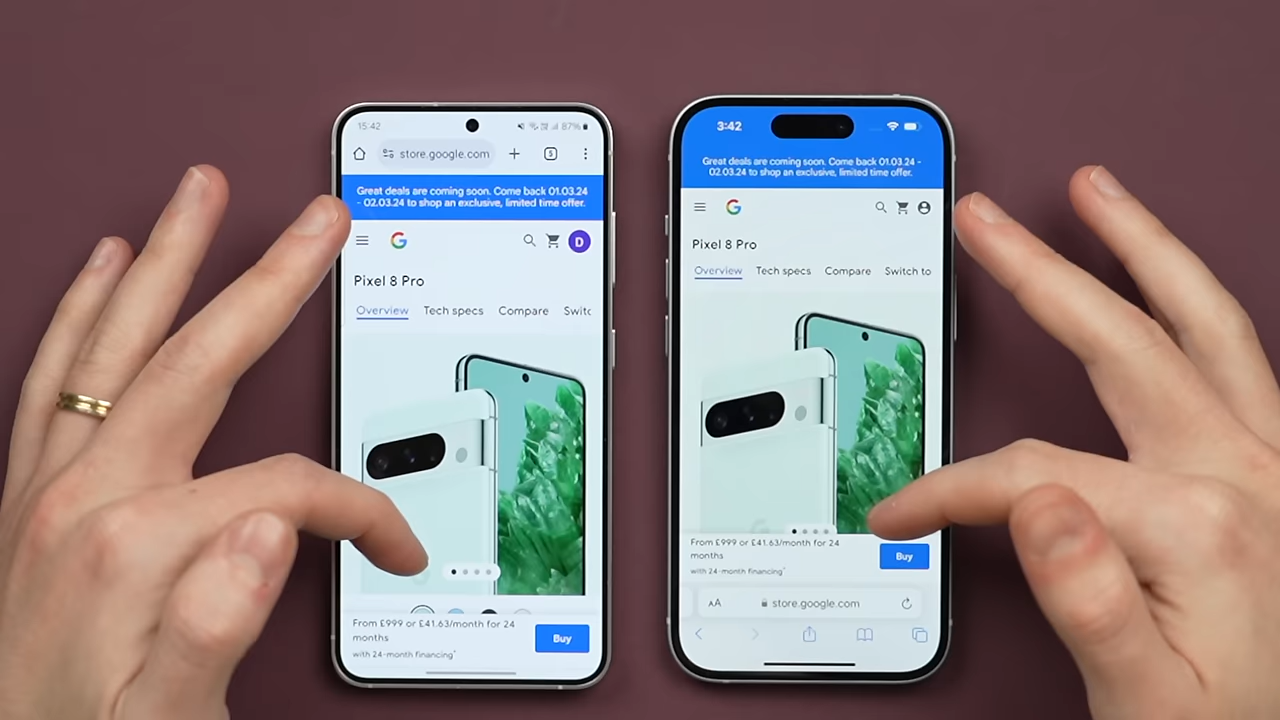 15:42
87%
store.google.com
5
Great deals are coming soon. Come back 01.03.24
- 02.03.24 to shop an exclusive, limited time offer.
G
D
Pixel 8 Pro
Overview Tech specs Compare Switc
From £999 or £41.63/month for 24
months
with 24-month financing*
Buy
3:42
Great deals are coming soon. Come back 01.03.24 -
02.03.24 to shop an exclusive, limited time offer.
G
Pixel 8 Pro
Overview Tech specs Compare Switch to
From £999 or £41.63/month for 24
months
with 24-month financing*
Buy
AA store.google.com